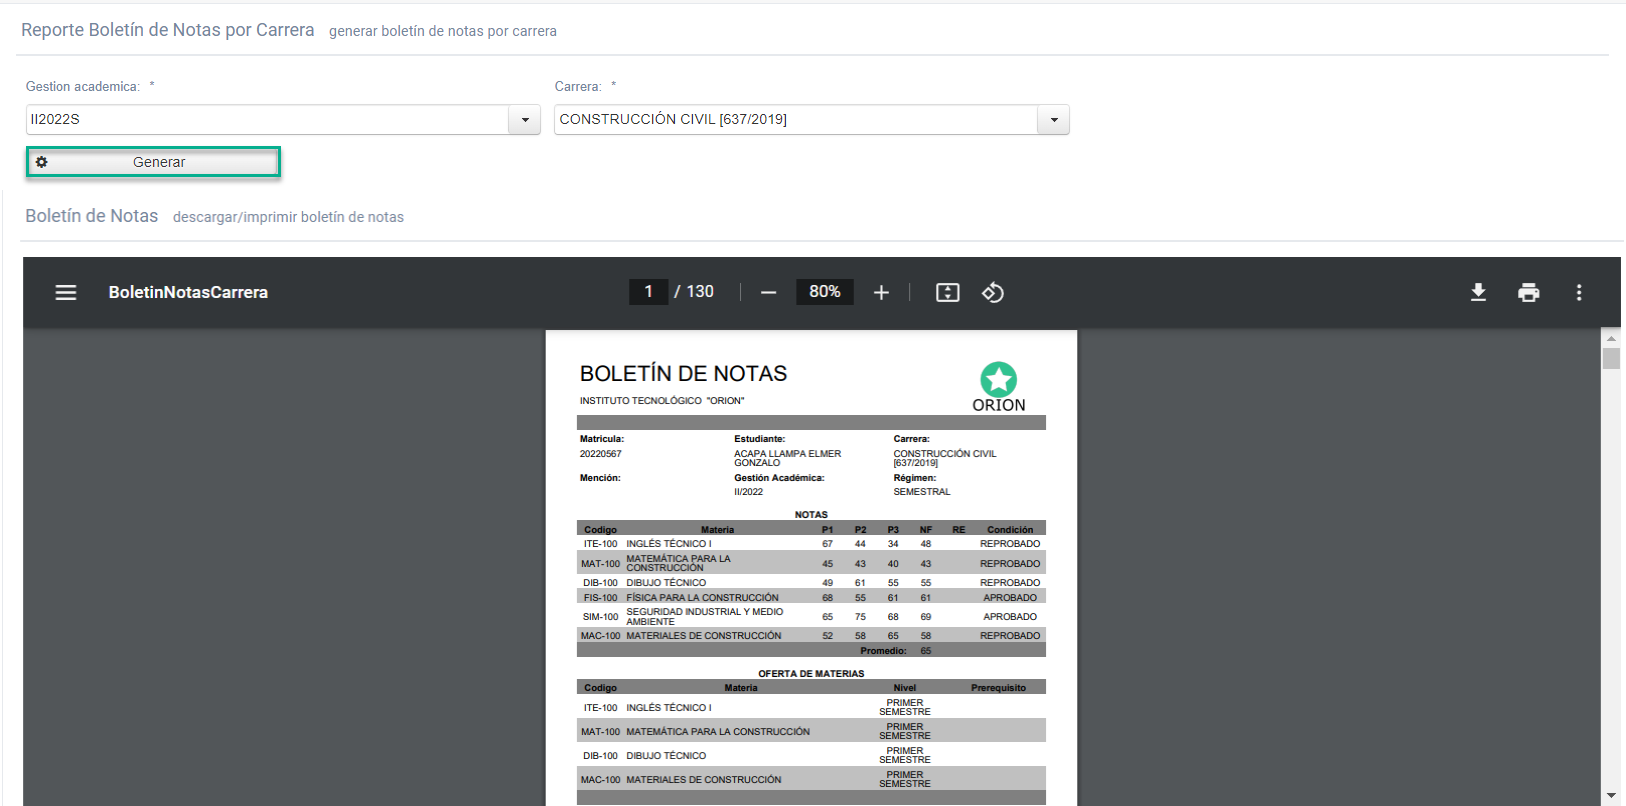 Reporte Boletín de Notas por Carrera generar boletín de notas por carrera
Gestion academica: * Carrera: *
II2022S CONSTRUCCIÓN CIVIL [637/2019]
Generar
Boletín de Notas descargar/imprimir boletín de notas
BoletinNotasCarrera 1 / 130 80%
BOLETÍN DE NOTAS
INSTITUTO TECNOLÓGICO "ORION"
ORION
Matricula: Estudiante: Carrera:
20220567 ACAPA LLAMPA ELMER CONSTRUCCIÓN CIVIL
GONZALO [637/2019]
Mención: Gestión Académica: Régimen:
II/2022 SEMESTRAL
NOTAS
Codigo Materia P1 P2 P3 NF RE Condición
ITE-100 INGLÉS TÉCNICO I 67 44 34 48 REPROBADO
MAT-100 MATEMÁTICA PARA LA CONSTRUCCIÓN 45 43 40 43 REPROBADO
DIB-100 DIBUJO TÉCNICO 49 61 55 55 REPROBADO
FIS-100 FÍSICA PARA LA CONSTRUCCIÓN 68 55 61 61 APROBADO
SIM-100 SEGURIDAD INDUSTRIAL Y MEDIO AMBIENTE 65 75 68 69 APROBADO
MAC-100 MATERIALES DE CONSTRUCCIÓN 52 58 65 58 REPROBADO
Promedio: 65
OFERTA DE MATERIAS
Codigo Materia Nivel Prerequisito
ITE-100 INGLÉS TÉCNICO I PRIMER SEMESTRE
MAT-100 MATEMÁTICA PARA LA CONSTRUCCIÓN PRIMER SEMESTRE
DIB-100 DIBUJO TÉCNICO PRIMER SEMESTRE
MAC-100 MATERIALES DE CONSTRUCCIÓN PRIMER SEMESTRE